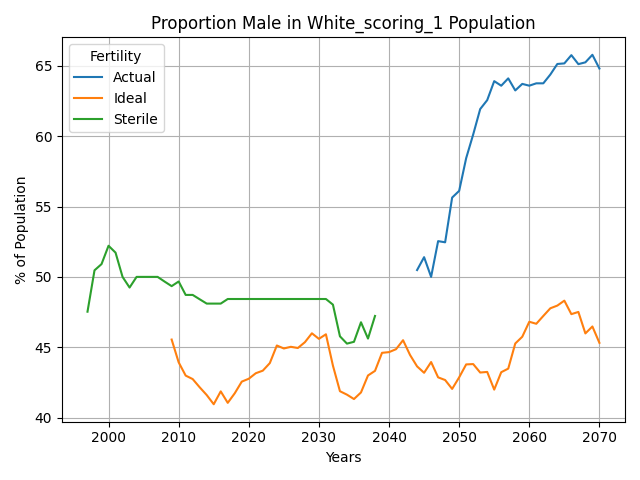 Proportion Male in White_scoring_1 Population
Fertility
Actual
Ideal
Sterile
% of Population
65
60
55
50
45
40
2000 2010 2020 2030 2040 2050 2060 2070
Years